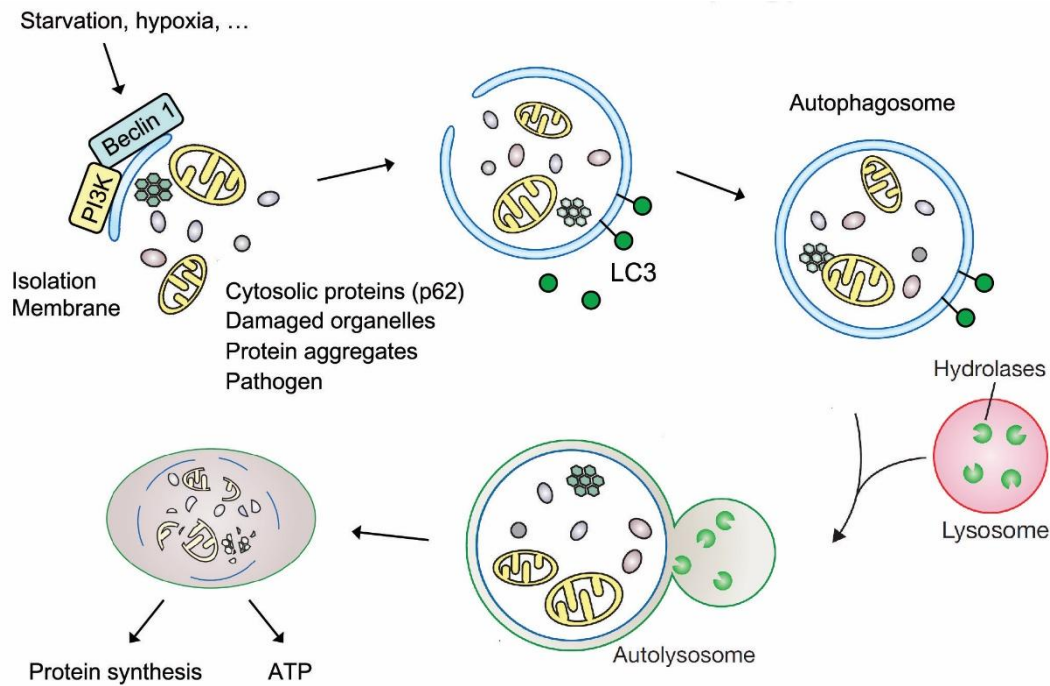 Starvation, hypoxia, …
Beclin 1
PI3K
Isolation
Membrane
Cytosolic proteins (p62)
Damaged organelles
Protein aggregates
Pathogen
LC3
Autophagosome
Hydrolases
Lysosome
Autolysosome
Protein synthesis
ATP